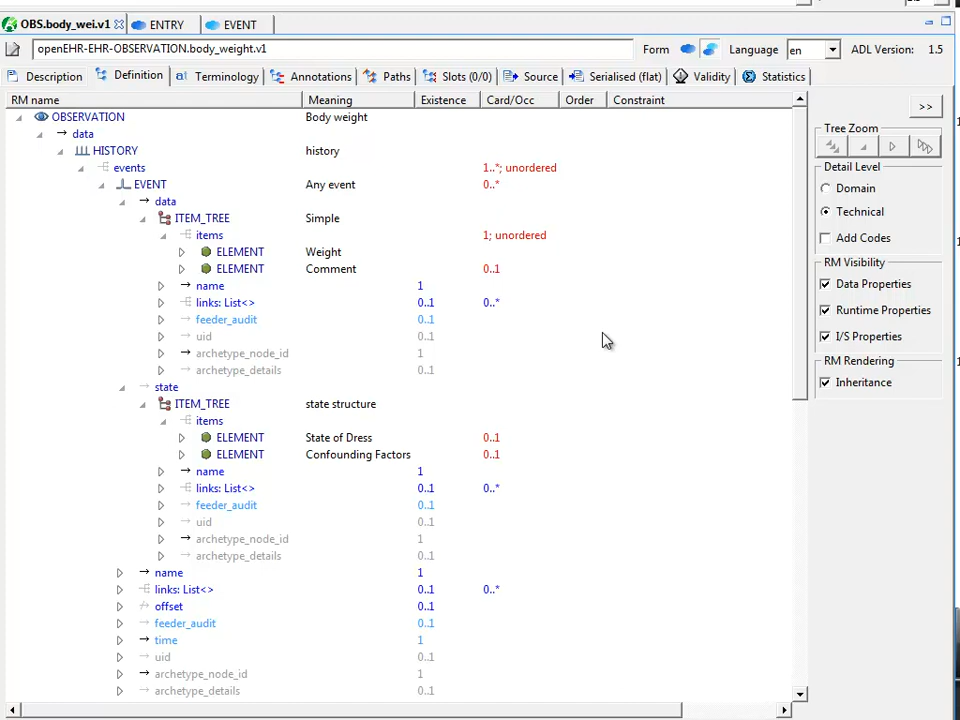 OBS.body_wei.v1 ENTRY EVENT
openEHR-EHR-OBSERVATION.body_weight.v1 Form Language en ADL Version: 1.5
Description Definition Terminology Annotations Paths Slots (0/0) Source Serialised (flat) Validity Statistics
RM name Meaning Existence Card/Occ Order Constraint
OBSERVATION Body weight
data
HISTORY history
events 1..*; unordered
EVENT Any event 0..*
data
ITEM_TREE Simple
items 1; unordered
ELEMENT Weight
ELEMENT Comment 0..1
name 1
links: List<> 0..1 0..*
feeder_audit 0..1
uid 0..1
archetype_node_id 1
archetype_details 0..1
state
ITEM_TREE state structure
items
ELEMENT State of Dress 0..1
ELEMENT Confounding Factors 0..1
name 1
links: List<> 0..1 0..*
feeder_audit 0..1
uid 0..1
archetype_node_id 1
archetype_details 0..1
name 1
links: List<> 0..1 0..*
offset 0..1
feeder_audit 0..1
time 1
uid 0..1
archetype_node_id 1
archetype_details 0..1
>>
Tree Zoom
Detail Level
Domain
Technical
Add Codes
RM Visibility
Data Properties
Runtime Properties
I/S Properties
RM Rendering
Inheritance